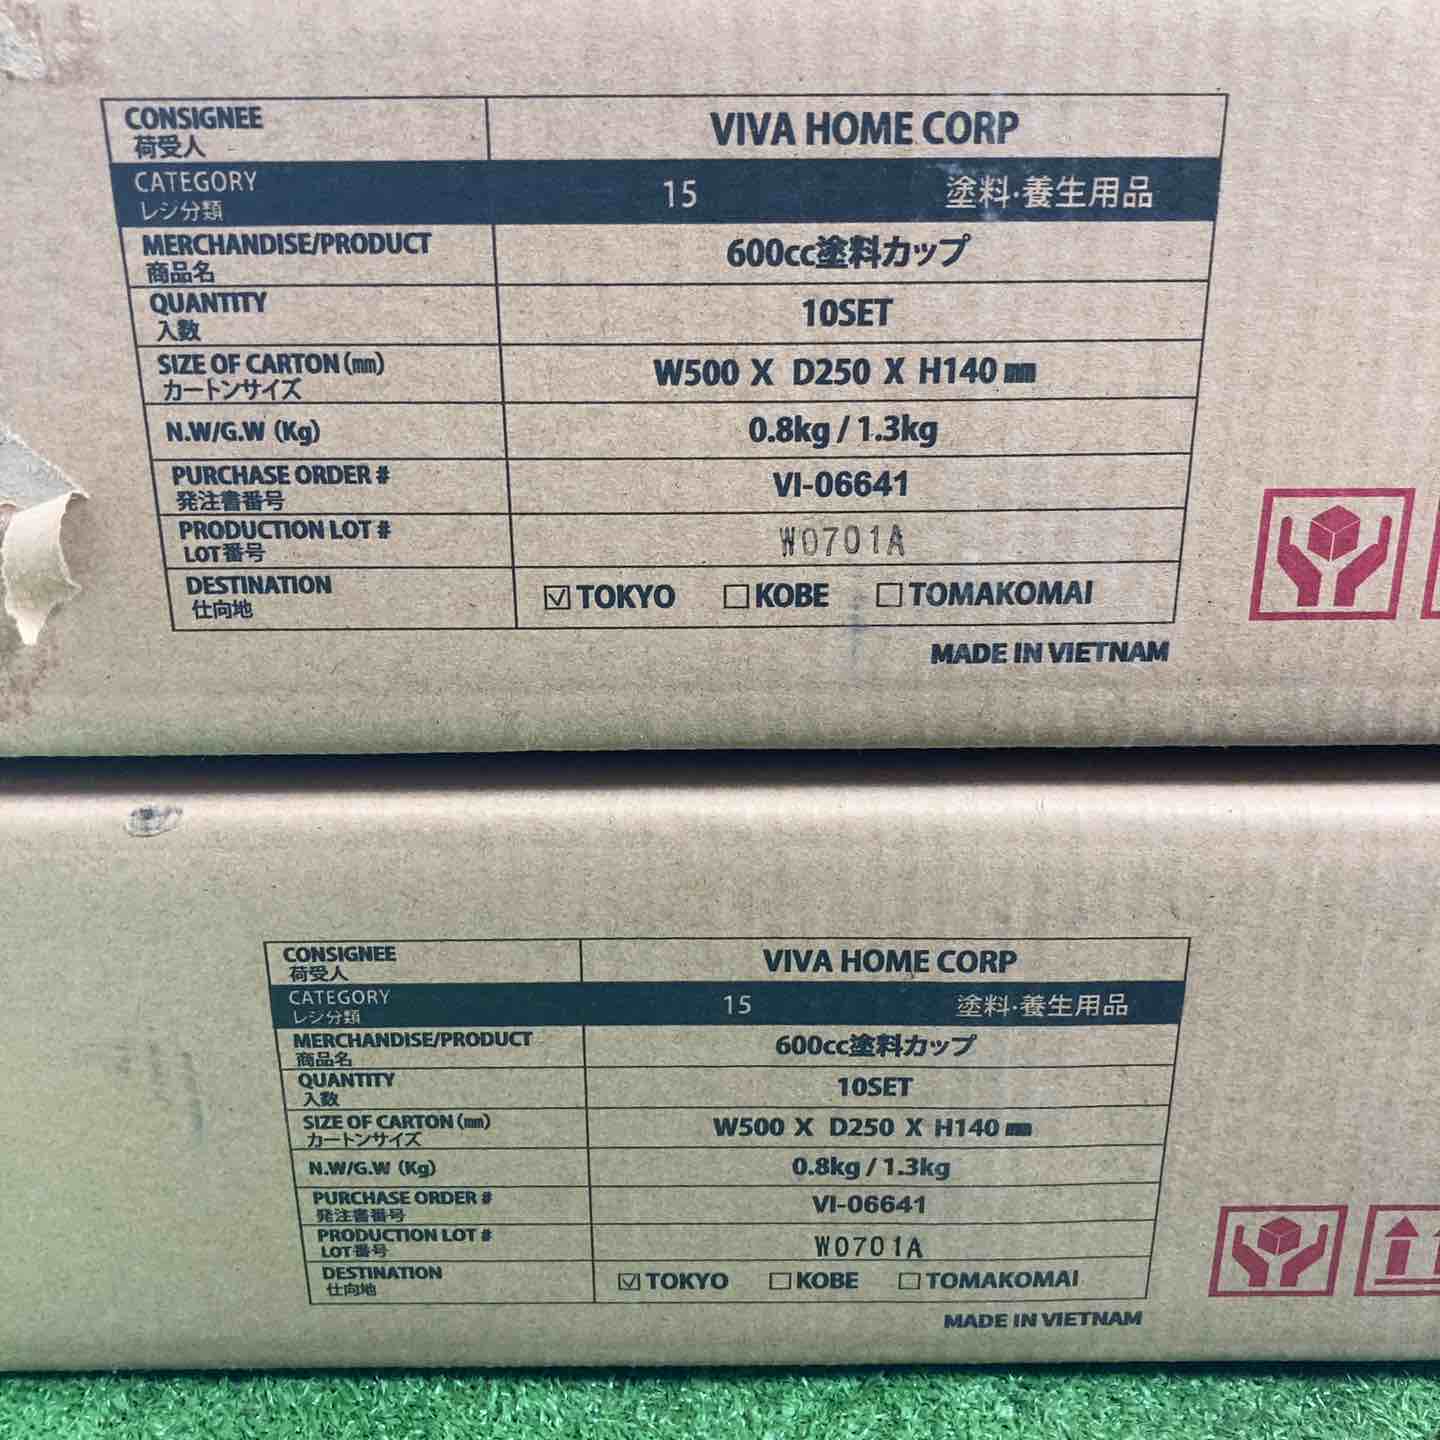 CONSIGNEE
荷受人
VIVA HOME CORP
CATEGORY
レジ分類
15 塗料·養生用品
MERCHANDISE/PRODUCT
商品名
600cc塗料カップ
QUANTITY
入数
10SET
SIZE OF CARTON (㎜)
カートンサイズ
W500 X D250 X H140 ㎜
N.W/G.W (Kg)
0.8kg / 1.3kg
PURCHASE ORDER #
発注書番号
VI-06641
PRODUCTION LOT #
LOT番号
W0701A
DESTINATION
仕向地
☑TOKYO □KOBE □TOMAKOMAI
MADE IN VIETNAM
CONSIGNEE
荷受人
VIVA HOME CORP
CATEGORY
レジ分類
15 塗料·養生用品
MERCHANDISE/PRODUCT
商品名
600cc塗料カップ
QUANTITY
入数
10SET
SIZE OF CARTON (㎜)
カートンサイズ
W500 X D250 X H140 ㎜
N.W/G.W (Kg)
0.8kg / 1.3kg
PURCHASE ORDER #
発注書番号
VI-06641
PRODUCTION LOT #
LOT番号
W0701A
DESTINATION
仕向地
☑TOKYO □KOBE □TOMAKOMAI
MADE IN VIETNAM